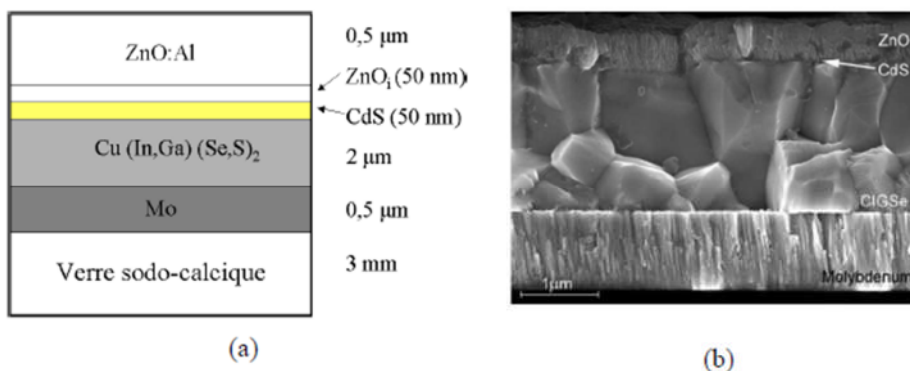 ZnO:Al
0,5 μm
ZnOi (50 nm)
CdS (50 nm)
Cu (In,Ga) (Se,S)2
2 μm
Mo
0,5 μm
Verre sodo-calcique
3 mm
(a)
ZnO
CdS
CIGSe
Molybdenum
1μm
(b)